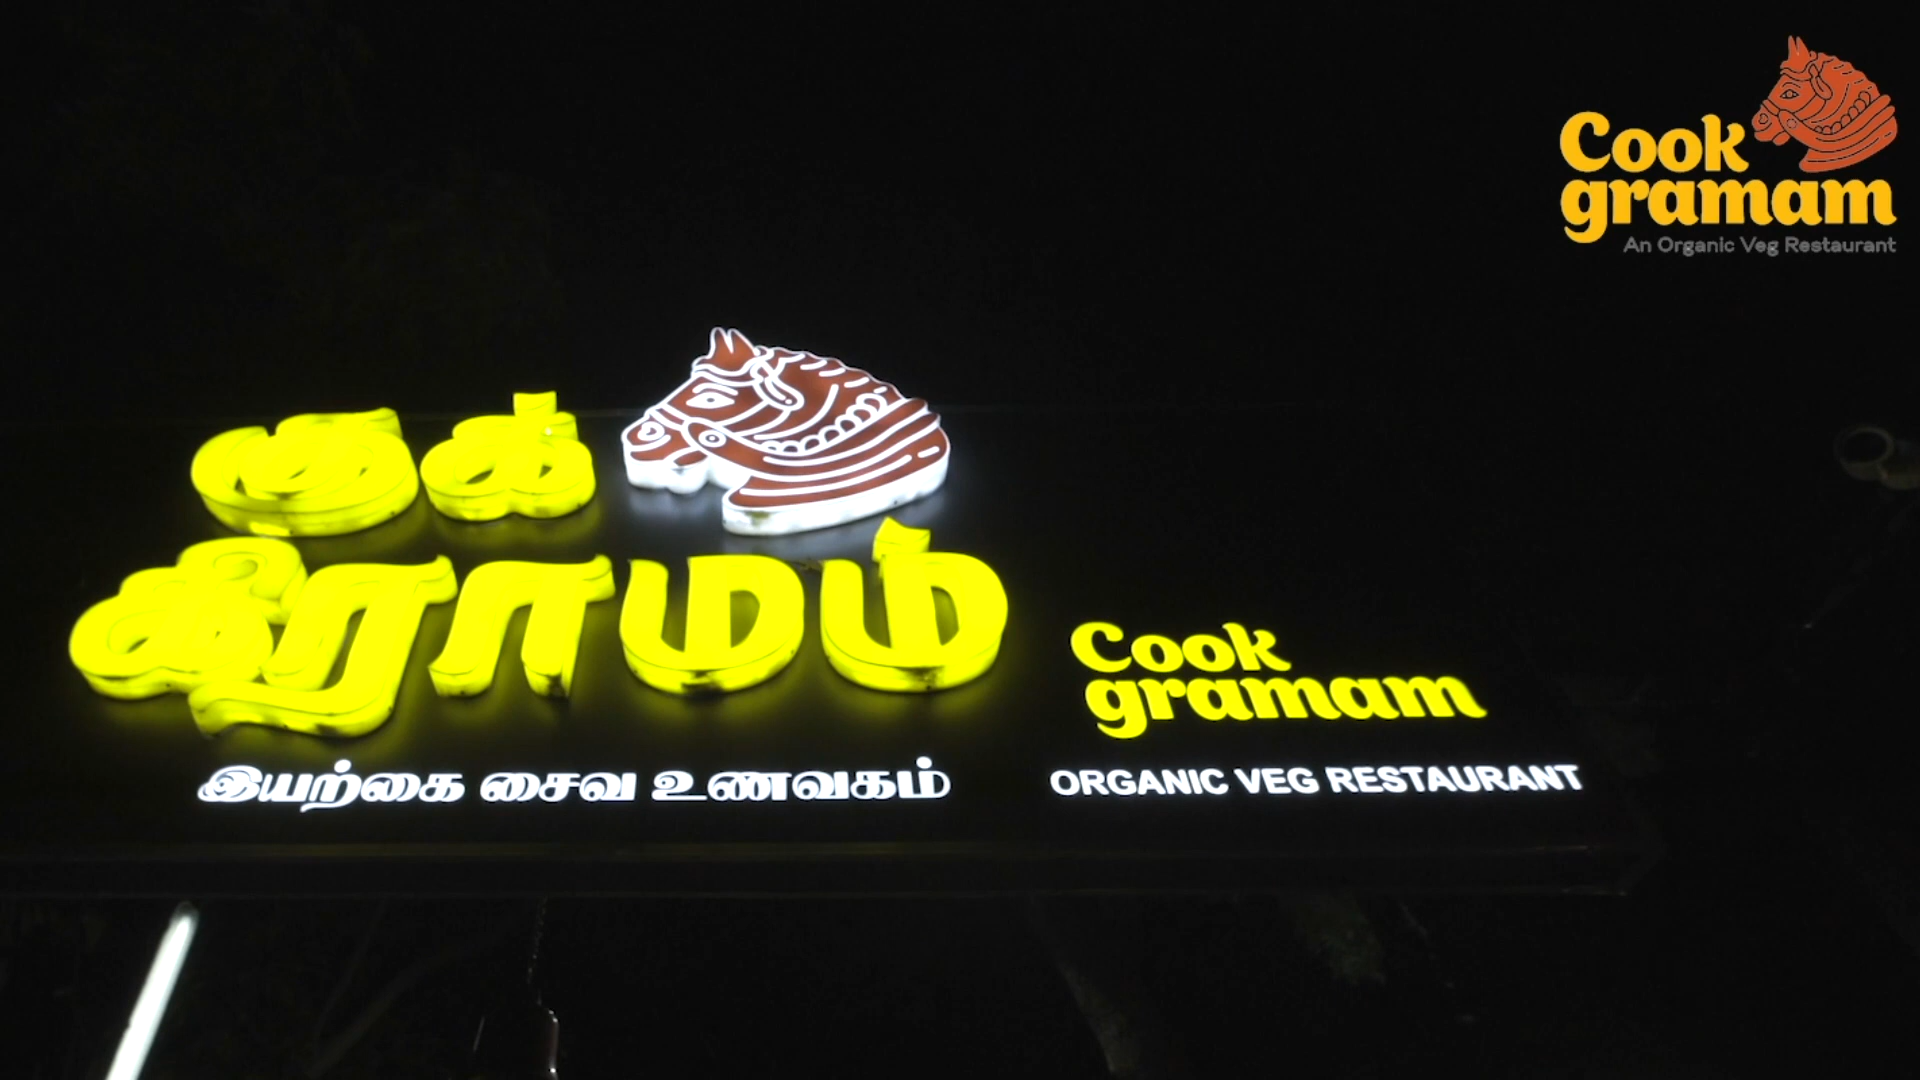 Cook
gramam
An Organic Veg Restaurant
குக்
கிராமம்
Cook
gramam
இயற்கை சைவ உணவகம்
ORGANIC VEG RESTAURANT